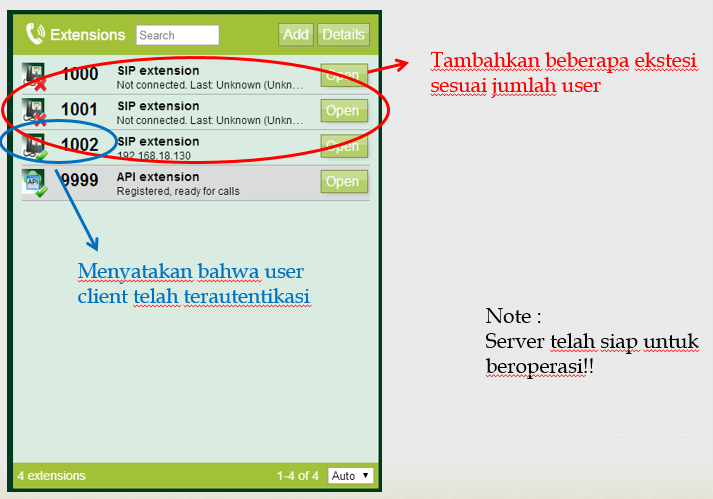 Extensions Search Add Details
1000 SIP extension Open
Not connected. Last: Unknown (Unkn...
1001 SIP extension Open
Not connected. Last: Unknown (Unkn...
1002 SIP extension Open
192.168.18.130
API 9999 API extension Open
Registered, ready for calls
Tambahkan beberapa ekstesi
sesuai jumlah user
Menyatakan bahwa user
client telah terautentikasi
Note :
Server telah siap untuk
beroperasi!!
4 extensions 1-4 of 4 Auto